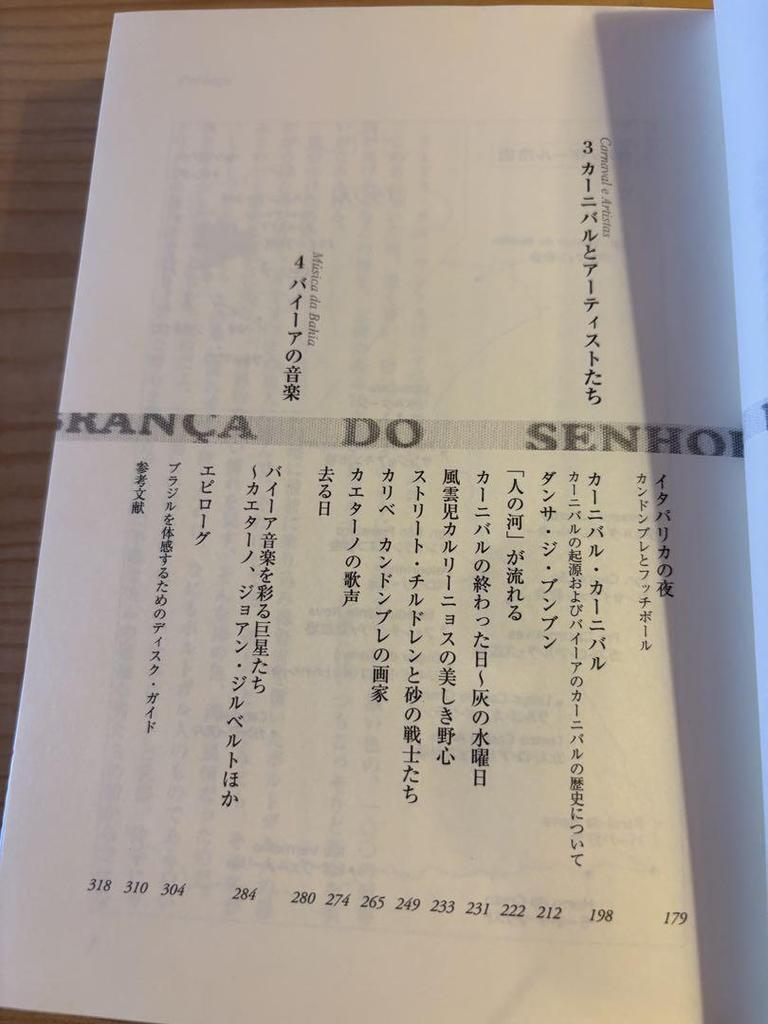 イタパリカの夜
カンドンブレとフッチボール
179
Carnaval e Artistas
3 カーニバルとアーティストたち
カーニバル・カーニバル
カーニバルの起源およびバイーアのカーニバルの歴史について
198
ダンサ・ジ・ブンブン
212
「人の河」が流れる
222
カーニバルの終わった日〜灰の水曜日
231
風雲児カルリーニョスの美しき野心
233
ストリート・チルドレンと砂の戦士たち
249
カリベ カンドンブレの画家
265
カエターノの歌声
274
去る日
280
Música da Bahia
4 バイーアの音楽
バイーア音楽を彩る巨星たち
〜カエターノ、ジョアン・ジルベルトほか
284
エピローグ
304
ブラジルを体感するためのディスク・ガイド
310
参考文献
318
BRANÇA DO SENHOR